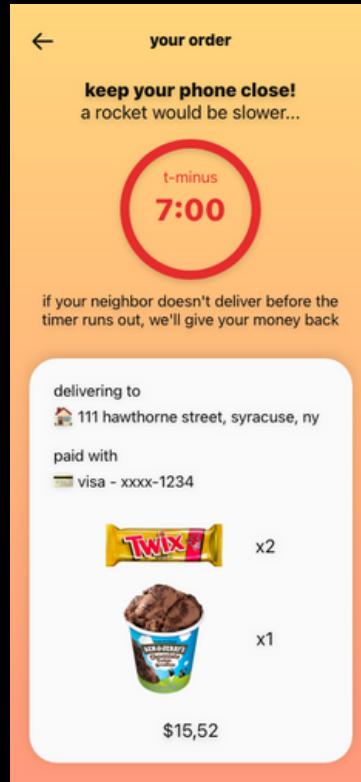 your order
keep your phone close!
a rocket would be slower...
t-minus
7:00
if your neighbor doesn't deliver before the
timer runs out, we'll give your money back
delivering to
111 hawthorne street, syracuse, ny
paid with
visa - xxxx-1234
TWIX
x2
BEN & JERRY'S
x1
$15,52